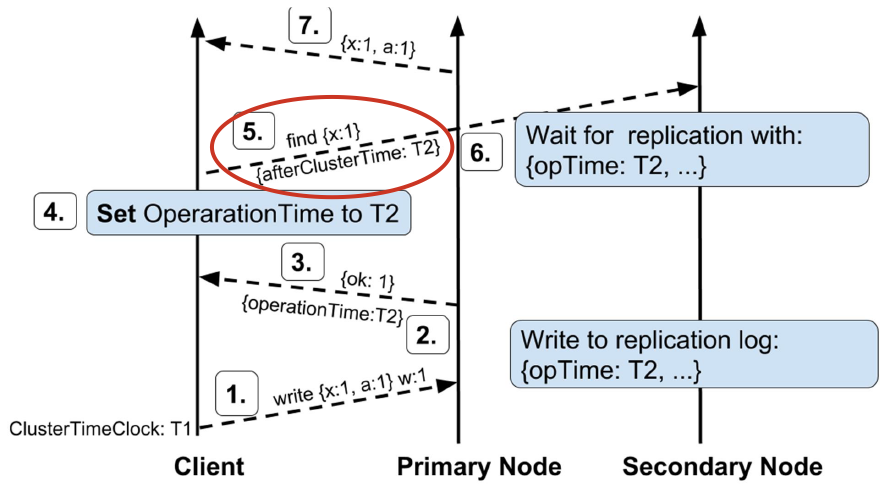 7.
{x:1, a:1}
5.
find {x:1}
{afterClusterTime: T2}
6.
Wait for replication with:
{opTime: T2, ...}
4.
Set OperarationTime to T2
3.
{ok: 1}
{operationTime:T2}
2.
Write to replication log:
{opTime: T2, ...}
1.
write {x:1, a:1} w:1
ClusterTimeClock: T1
Client
Primary Node
Secondary Node